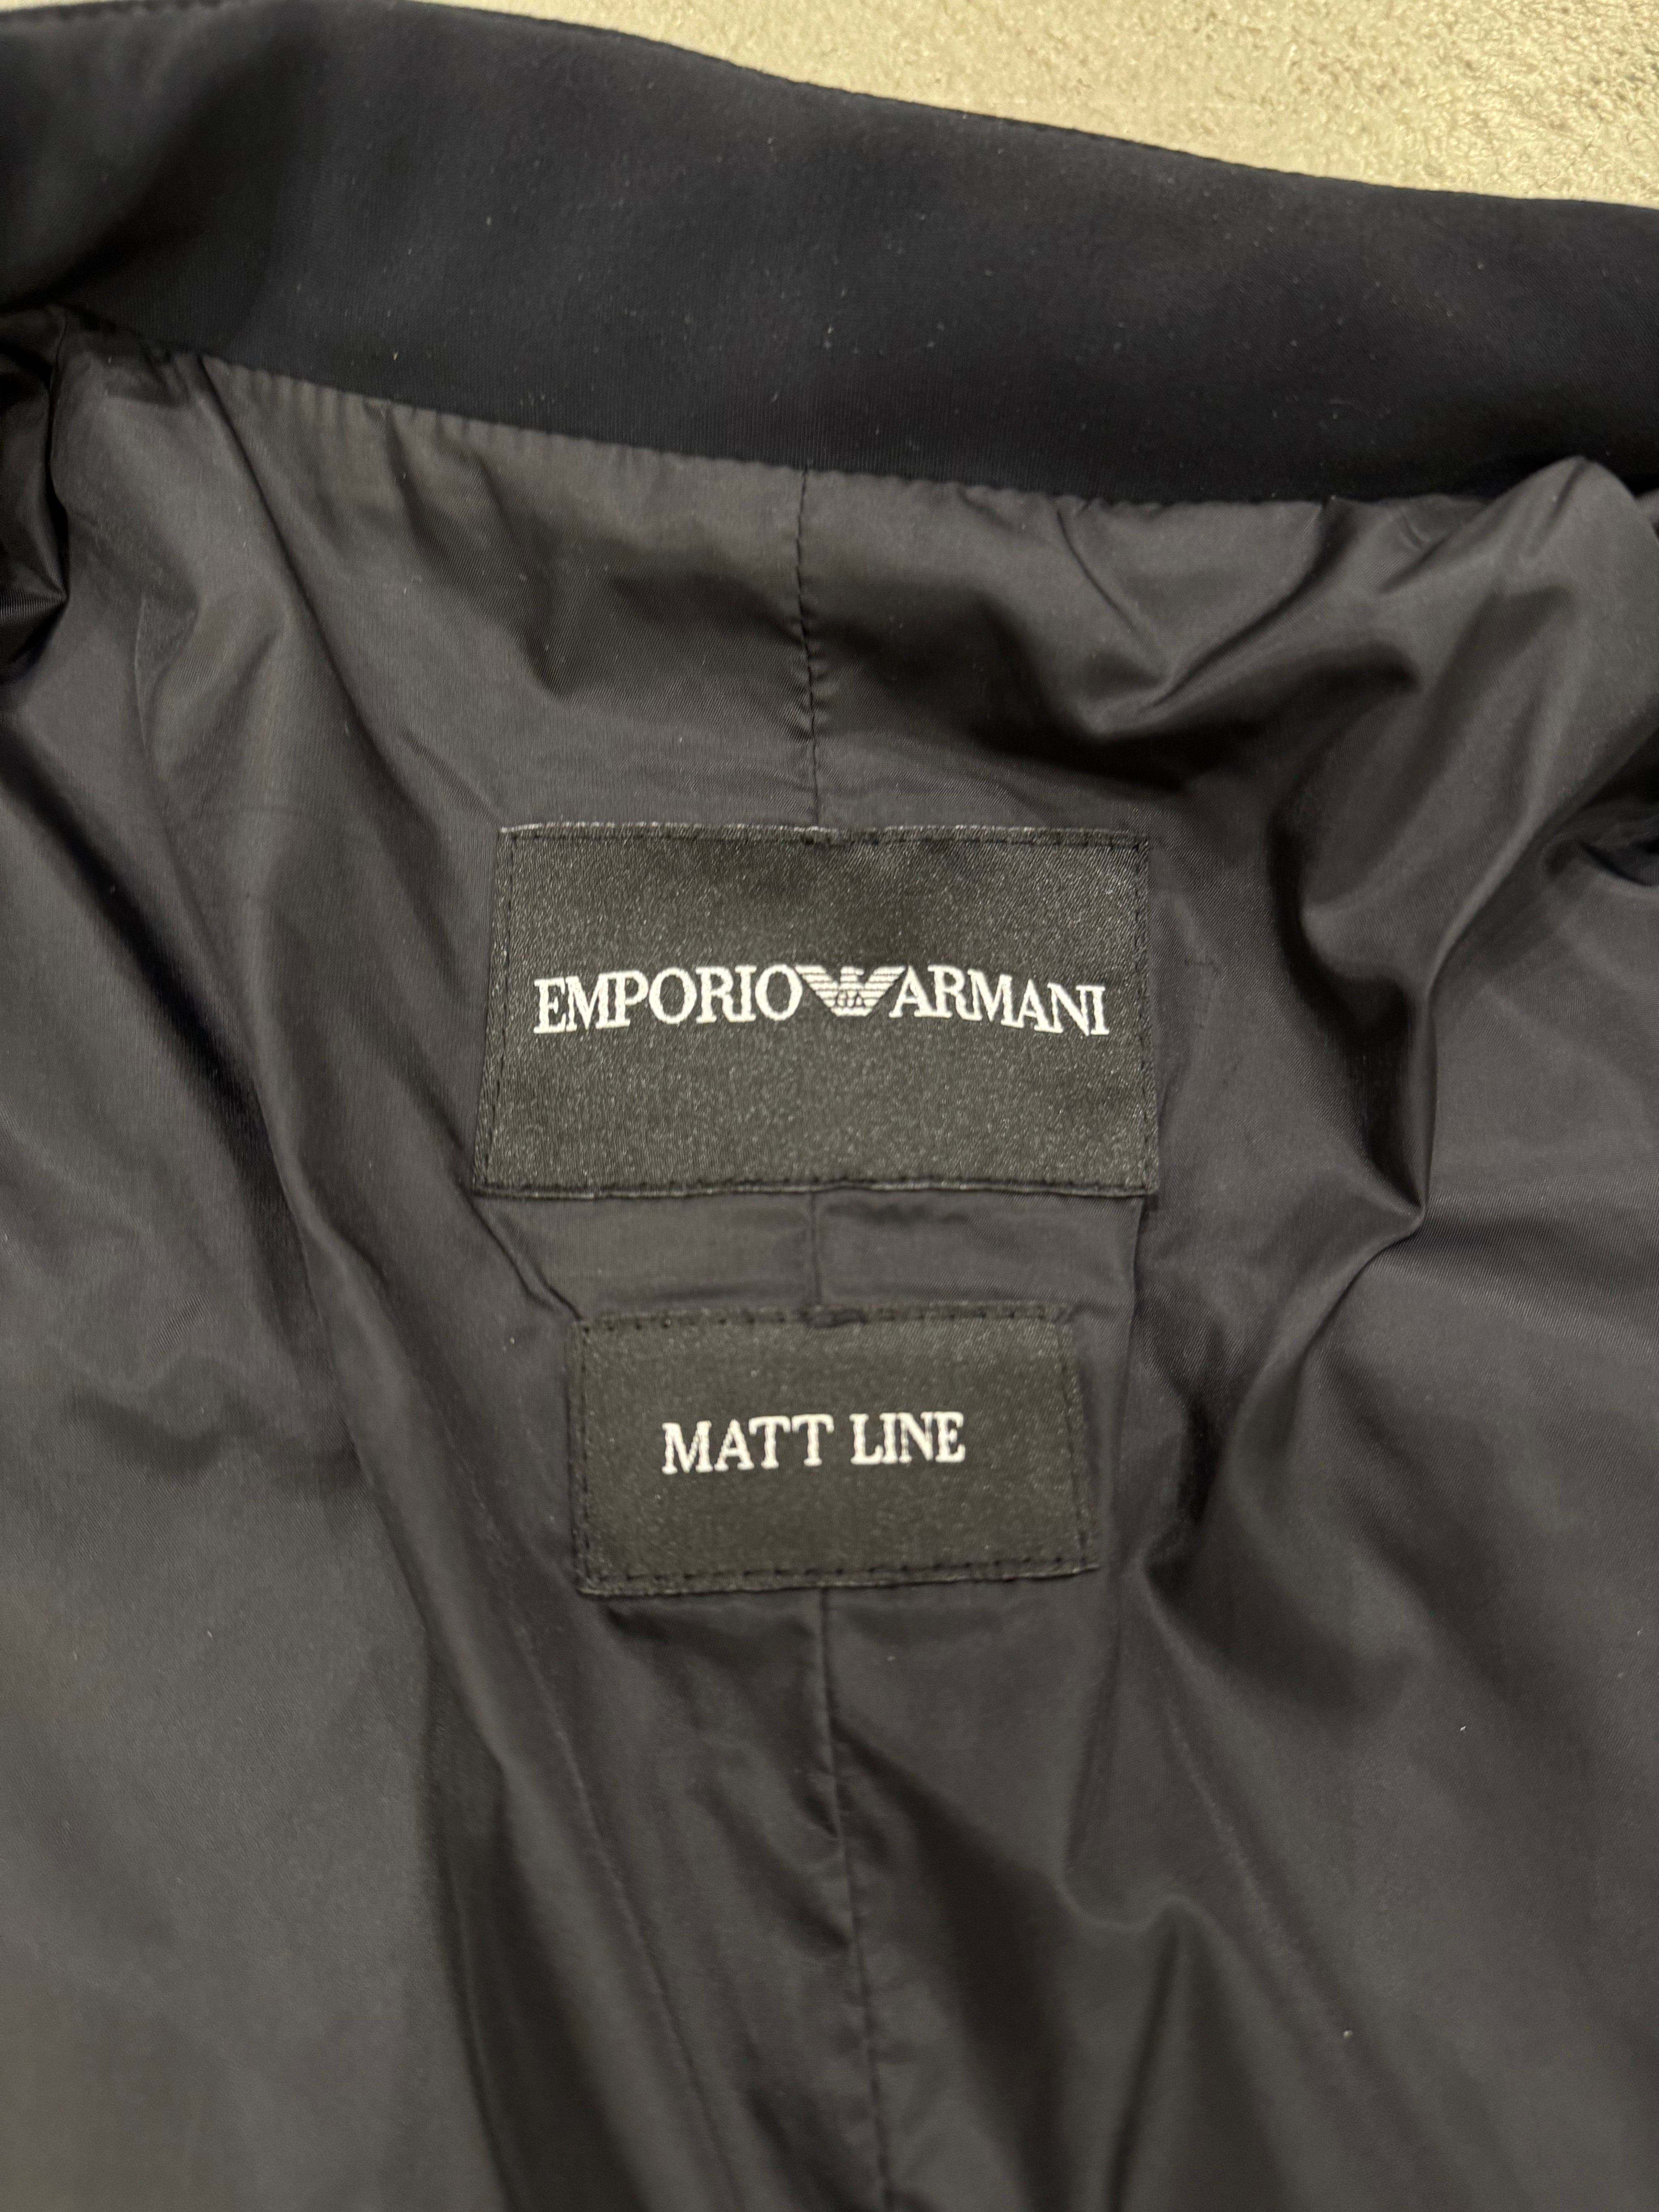 EMPORIO ARMANI
MATT LINE